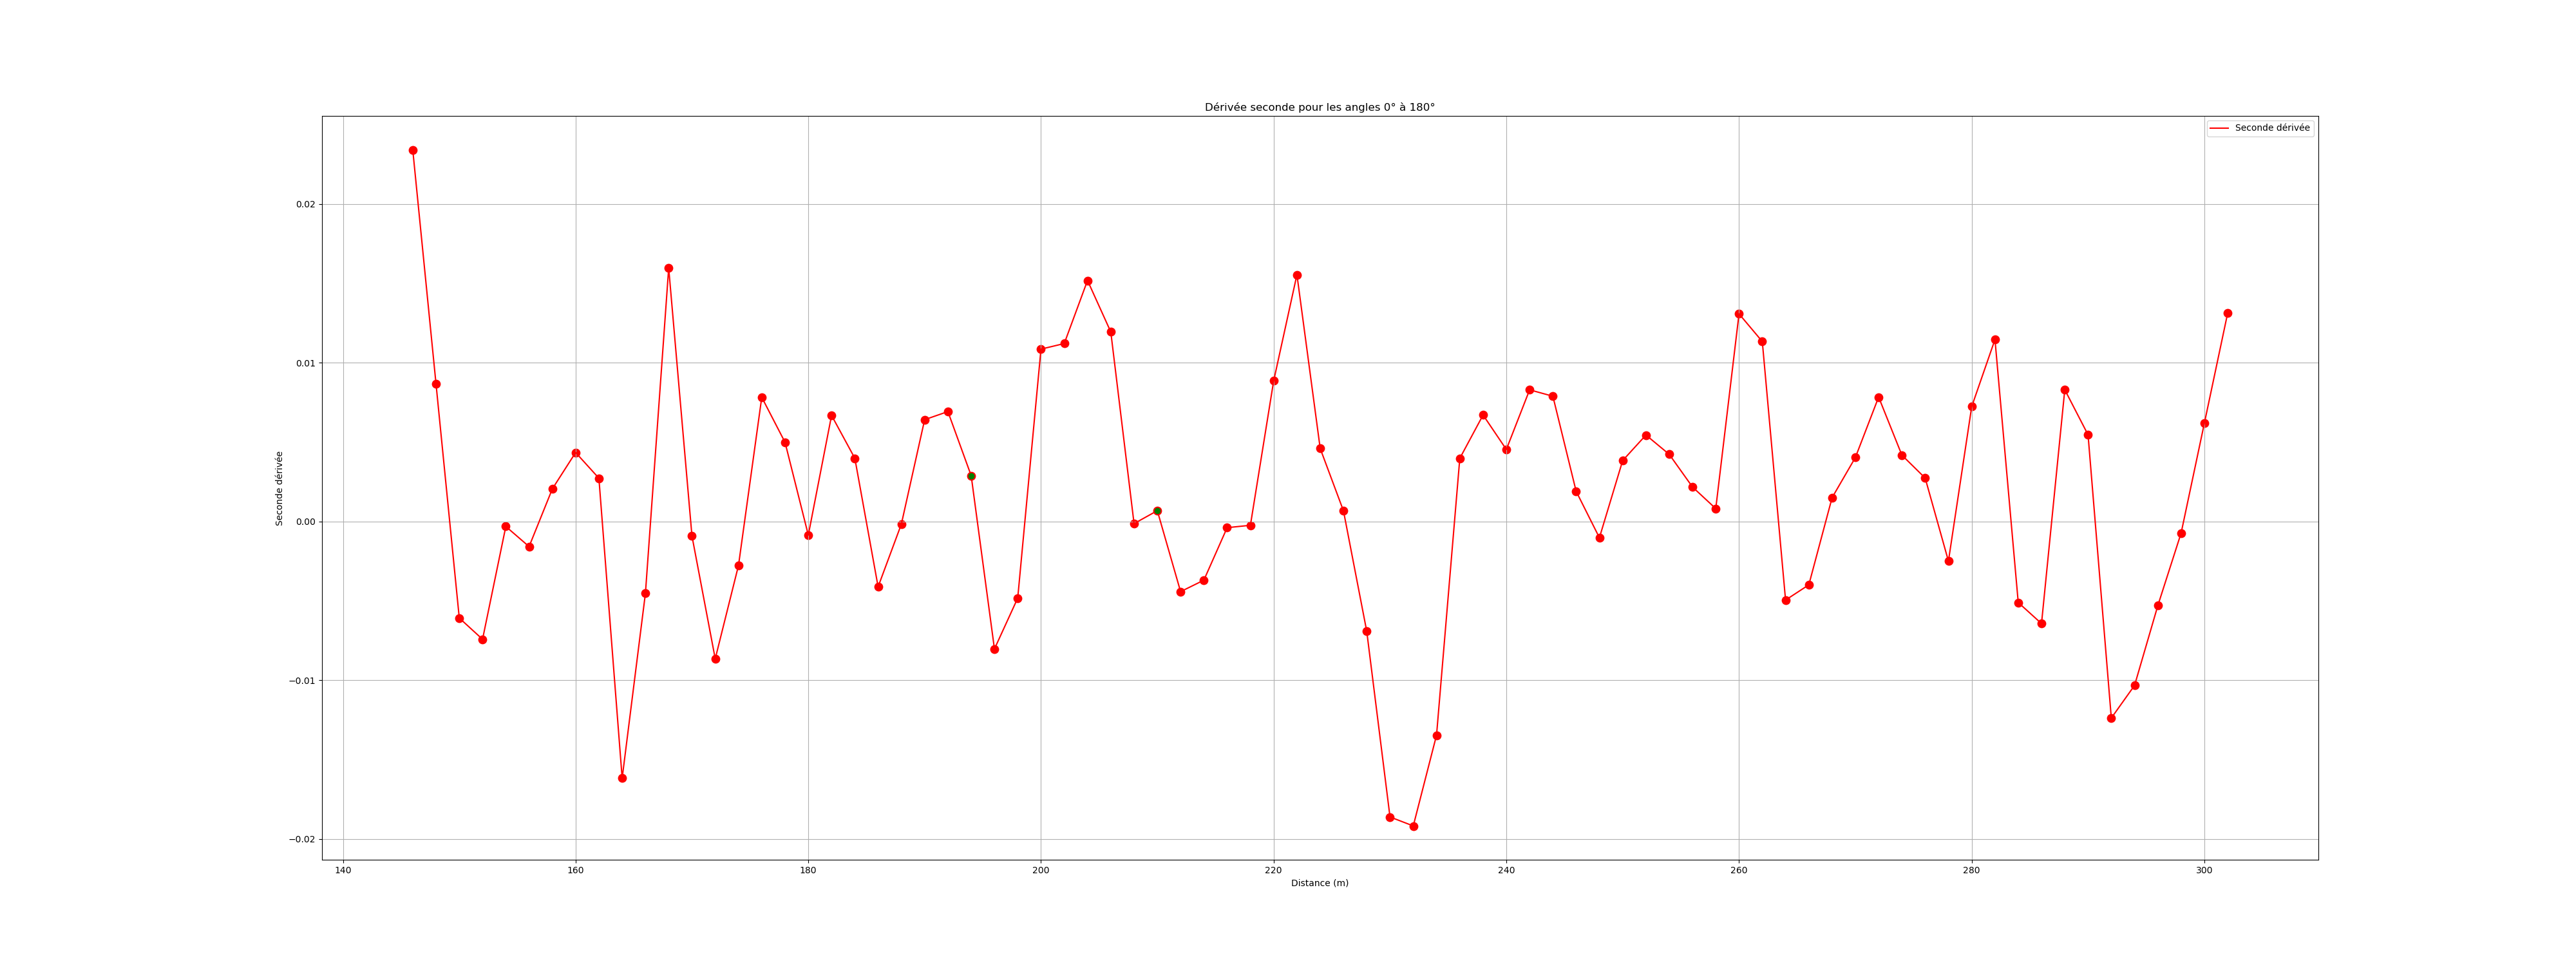 Dérivée seconde pour les angles 0° à 180°
Seconde dérivée
0.02
0.01
0.00
−0.01
−0.02
Seconde dérivée
140 160 180 200 220 240 260 280 300
Distance (m)